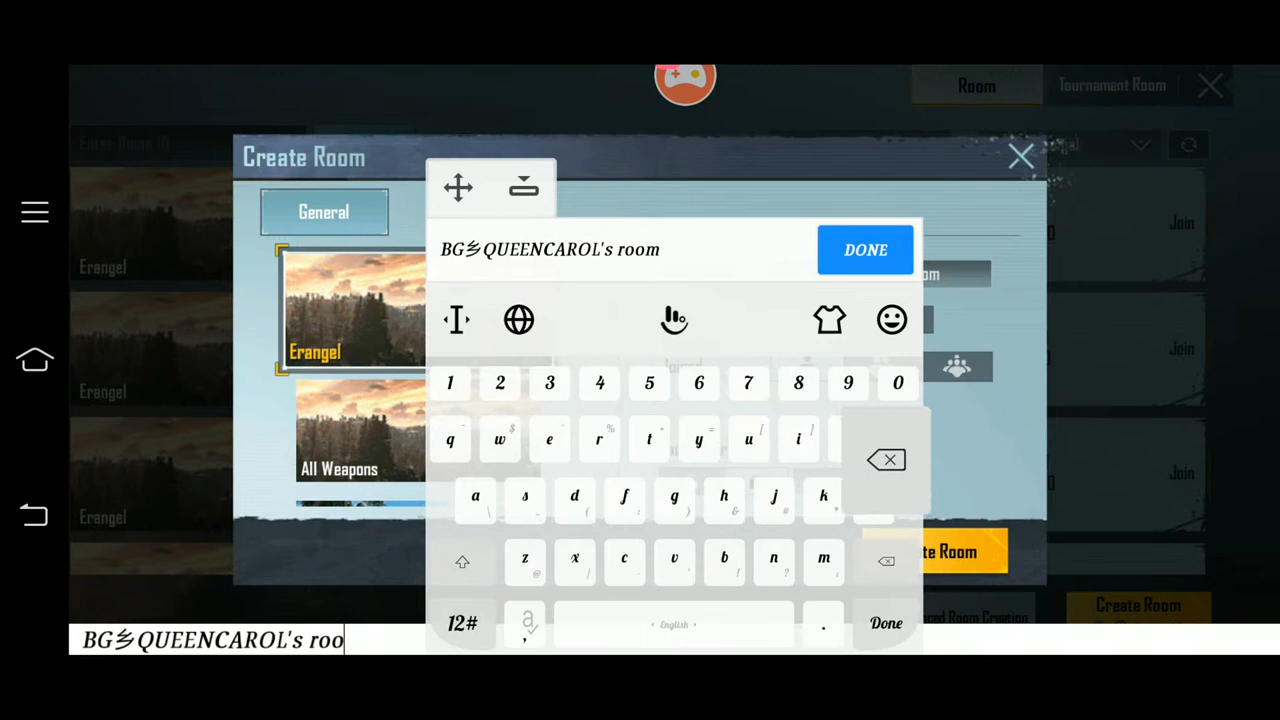 Room
Tournament Room
Enter Room ID
Create Room
General
BG乡QUEENCAROL's room
DONE
Erangel
Join
Erangel
1 2 3 4 5 6 7 8 9 0
q w e r t y u i
Erangel
Join
All Weapons
a s d f g h j k
Join
Erangel
z x c v b n m
te Room
12# , English . Done
Create Room
BG乡QUEENCAROL's roo